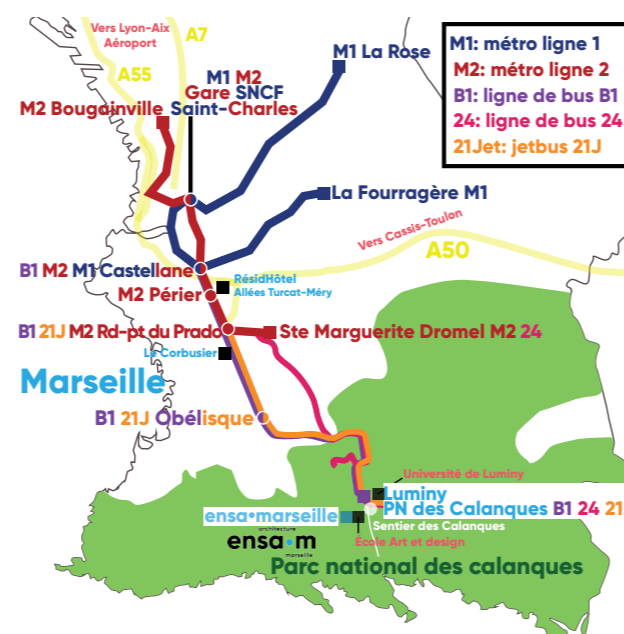 Vers Lyon-Aix
Aéroport
A7
A55
M1 M2
Gare SNCF
Saint-Charles
M2 Bougainville
M1 La Rose
M1: métro ligne 1
M2: métro ligne 2
B1: ligne de bus B1
24: ligne de bus 24
21Jet: jetbus 21J
La Fourragère M1
Vers Cassis-Toulon
A50
B1 M2 M1 Castellane
RésidHôtel
Allées Turcat-Méry
M2 Périer
B1 21J M2 Rd-pt du Prado
Ste Marguerite Dromel M2 24
Le Corbusier
Marseille
B1 21J Obélisque
Université de Luminy
Luminy
PN des Calanques B1 24 21
ensa•marseille
Sentier des Calanques
architecture
ensa•m
marseille
École Art et design
Parc national des calanques